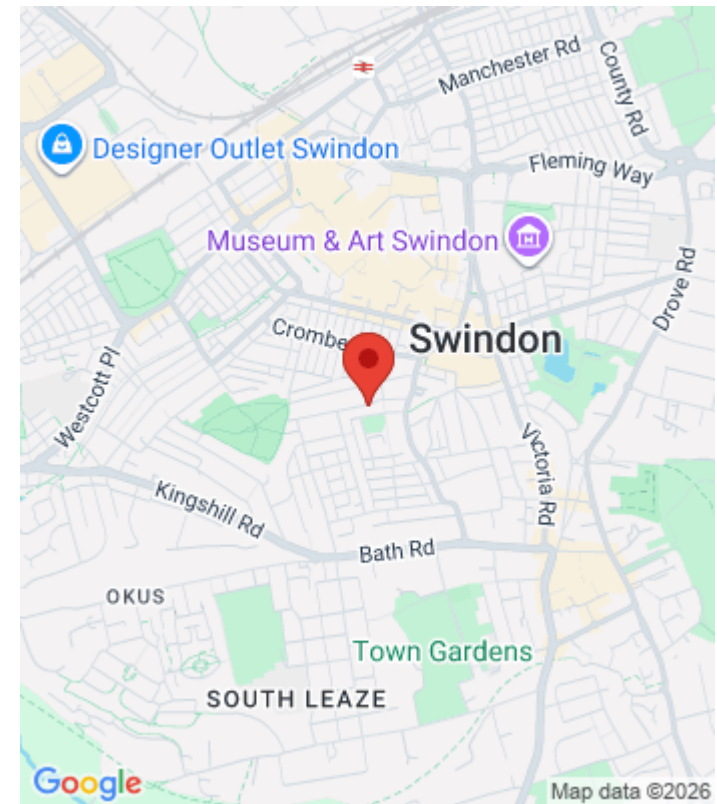 Manchester Rd
County Rd
Designer Outlet Swindon
Fleming Way
Museum & Art Swindon
Drove Rd
Crombe
Swindon
Westcott Pl
Victoria Rd
Kingshill Rd
Bath Rd
OKUS
Town Gardens
SOUTH LEAZE
Google
Map data ©2026